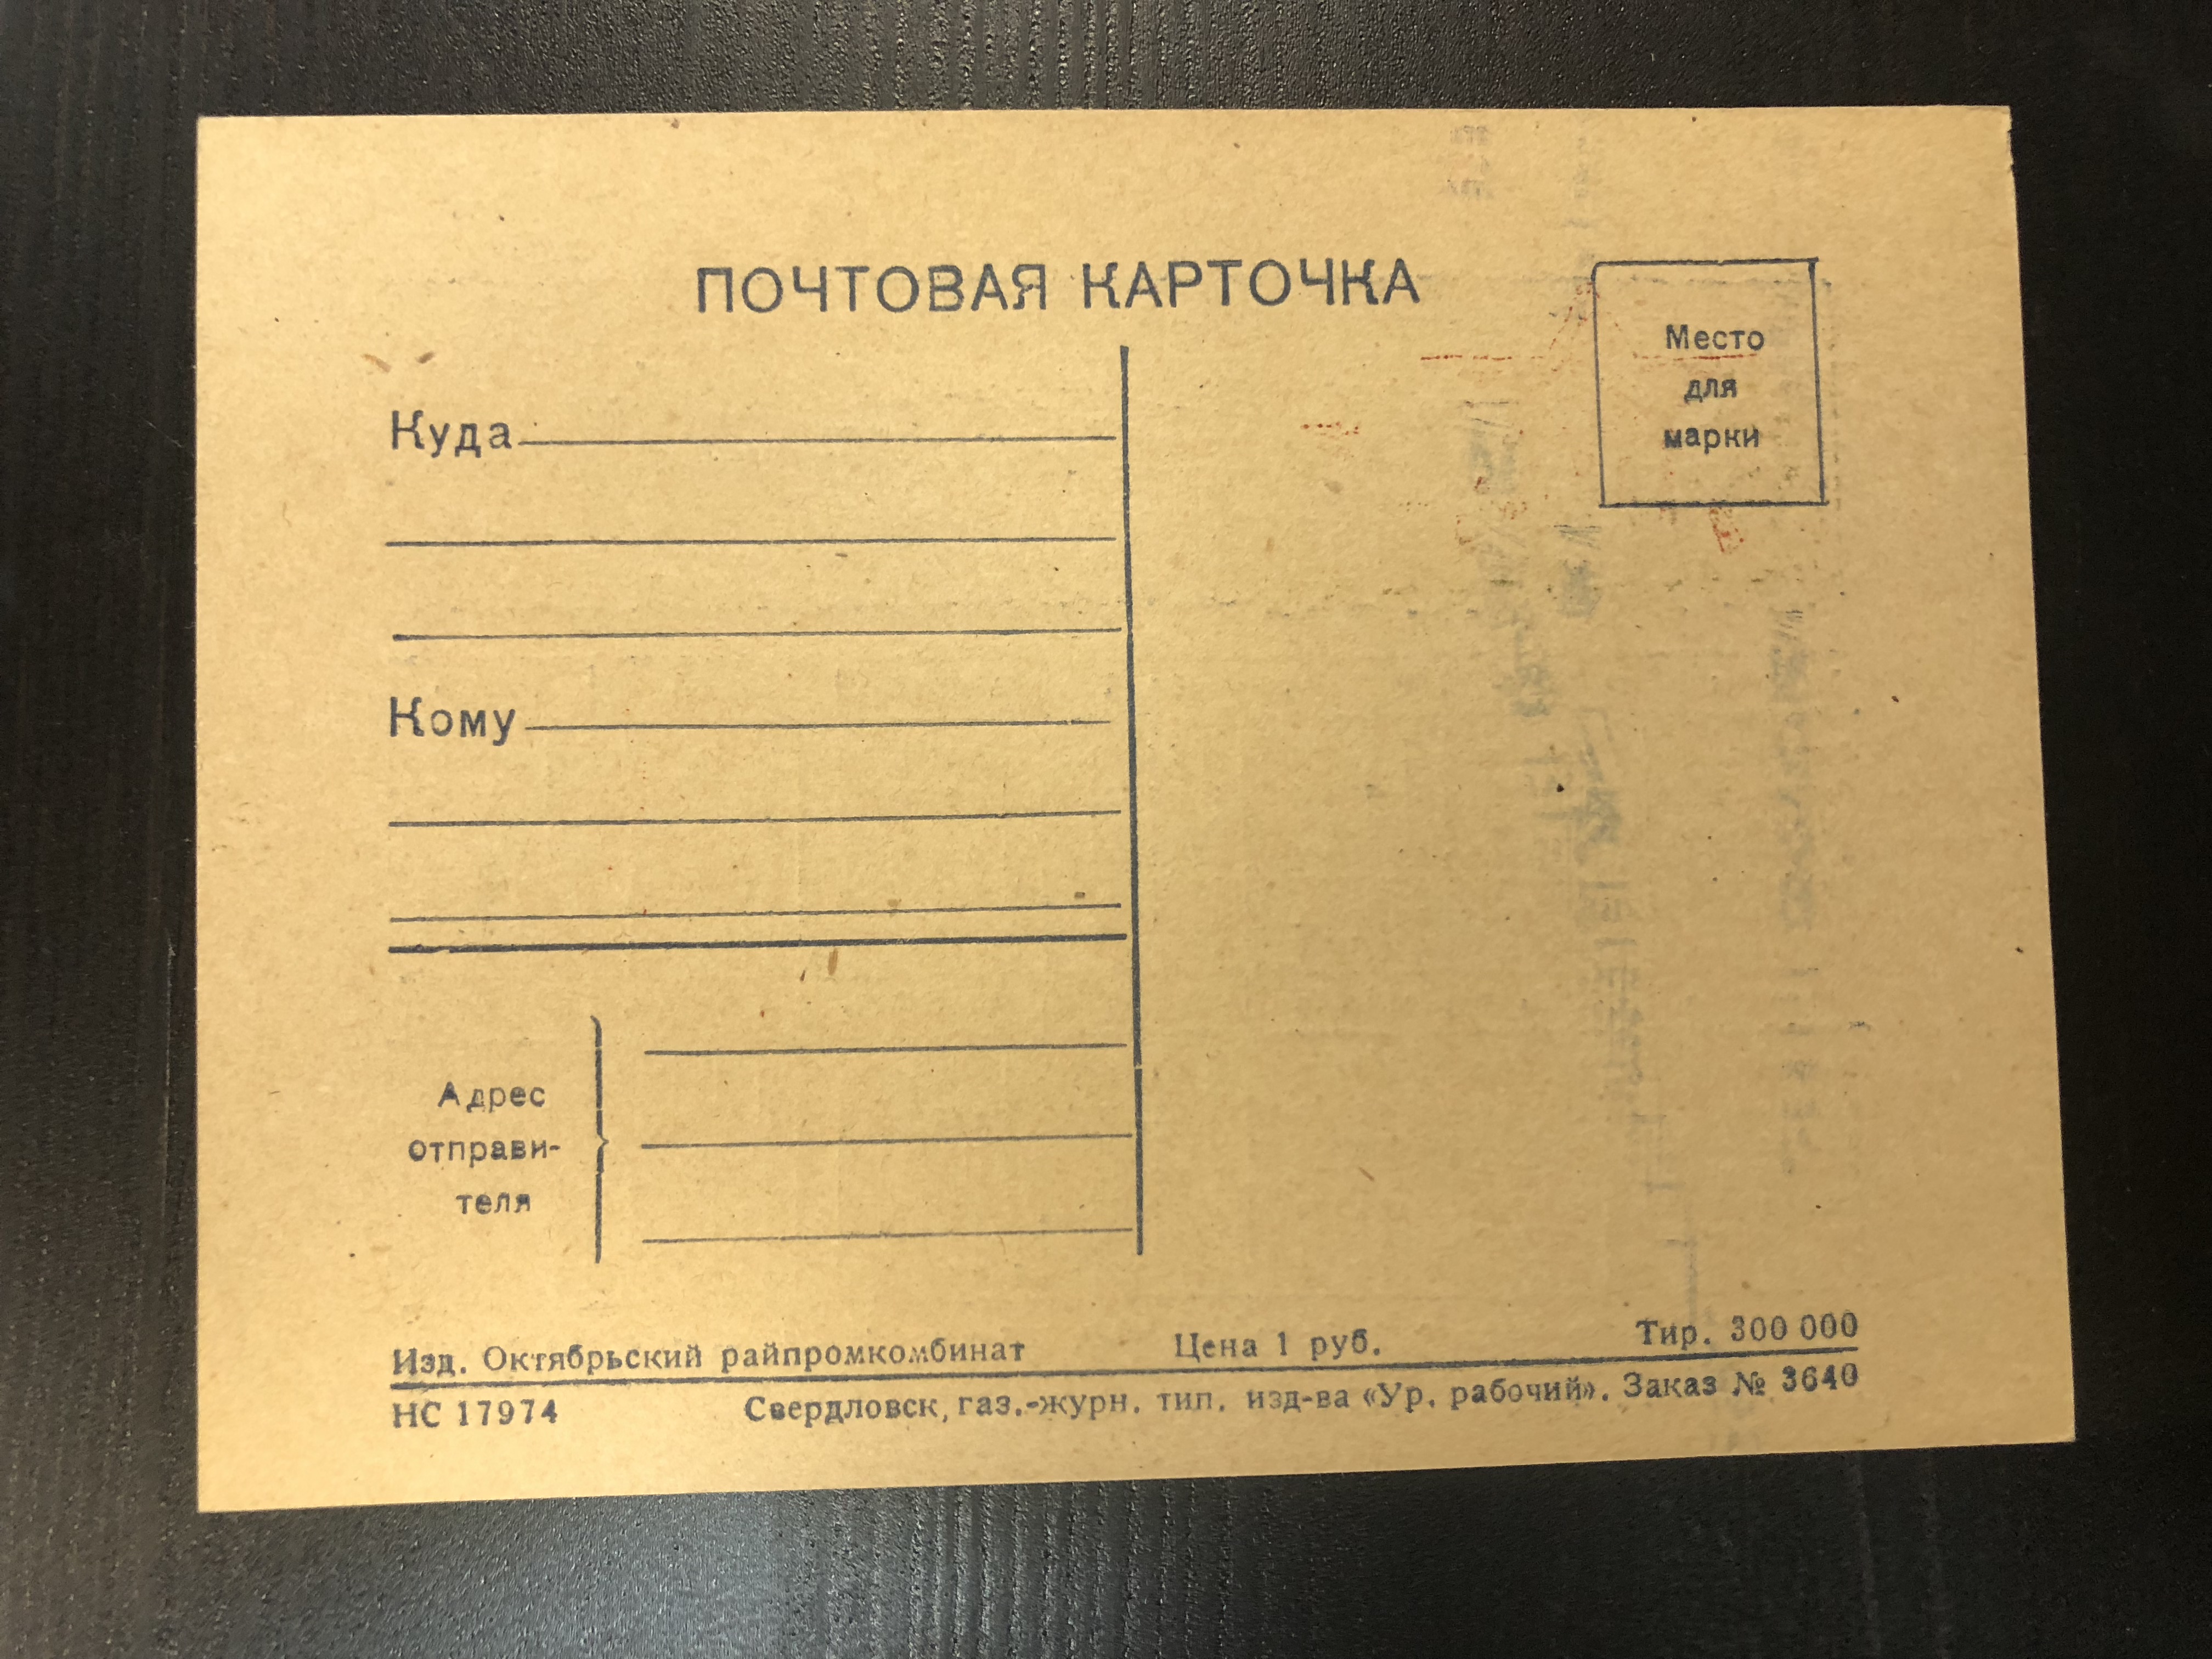 ПОЧТОВАЯ КАРТОЧКА
Место
для
марки
Куда
Кому
Адрес
отправи-
теля
Изд. Октябрьский райпромкомбинат Цена 1 руб. Тир. 300 000
НС 17974 Свердловск, газ.-журн. тип. изд-ва «Ур. рабочий». Заказ № 3640